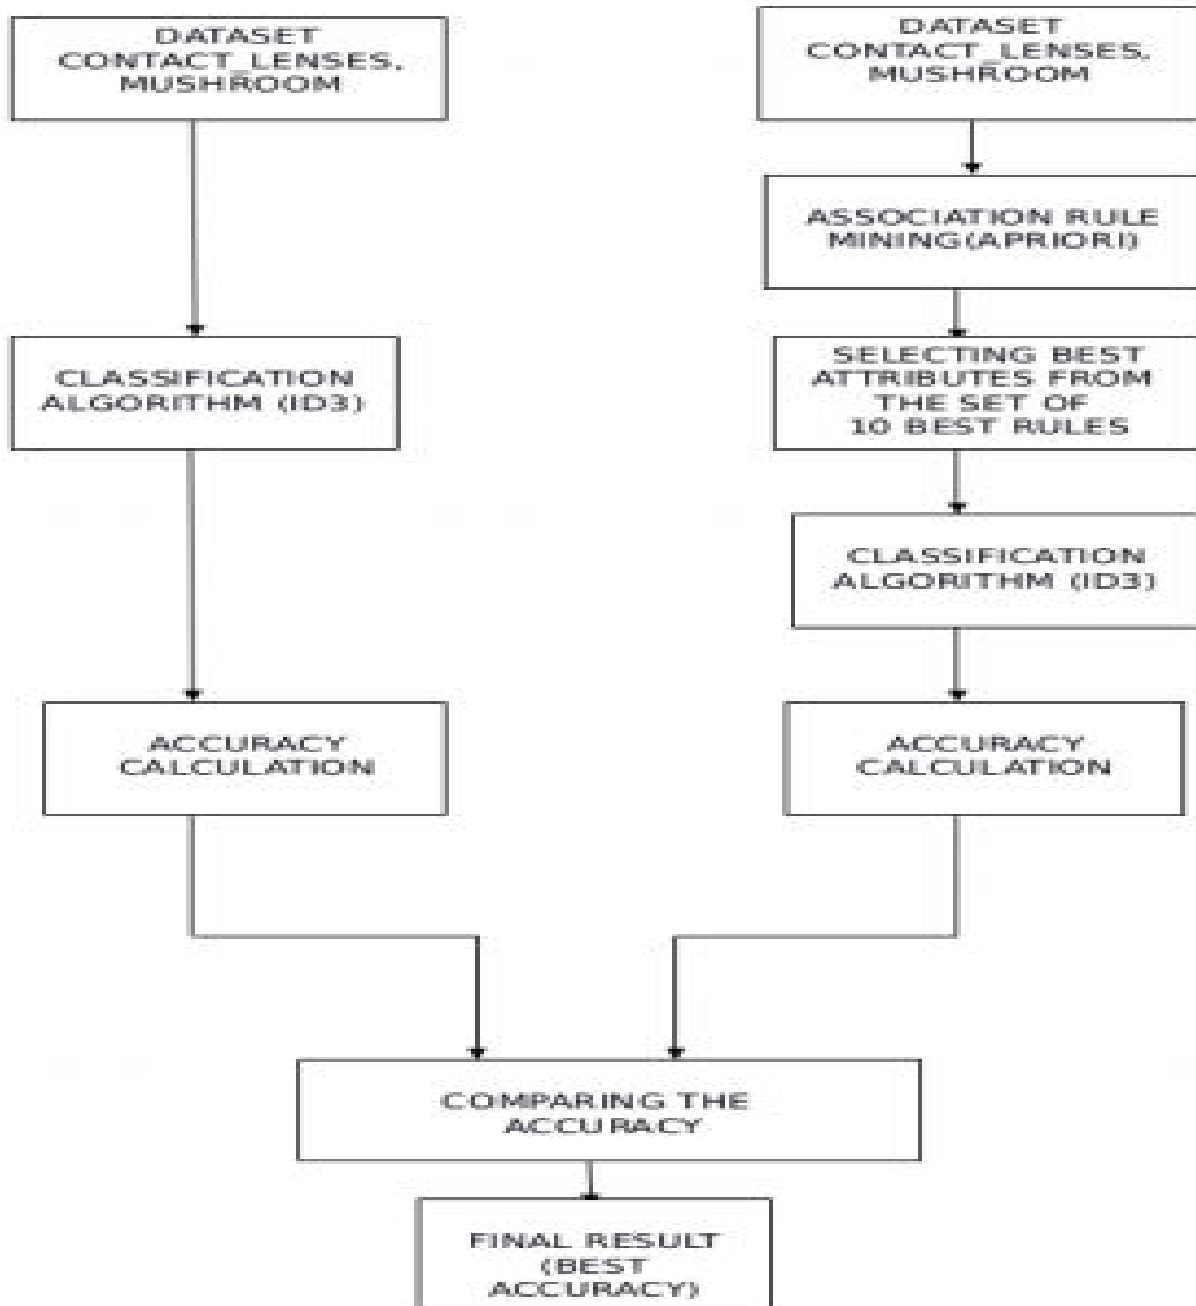 DATASET
CONTACT_LENSES,
MUSHROOM
CLASSIFICATION
ALGORITHM (ID3)
ACCURACY
CALCULATION
DATASET
CONTACT_LENSES,
MUSHROOM
ASSOCIATION RULE
MINING(APRIORI)
SELECTING BEST
ATTRIBUTES FROM
THE SET OF
10 BEST RULES
CLASSIFICATION
ALGORITHM (ID3)
ACCURACY
CALCULATION
COMPARING THE
ACCURACY
FINAL RESULT
(BEST
ACCURACY)